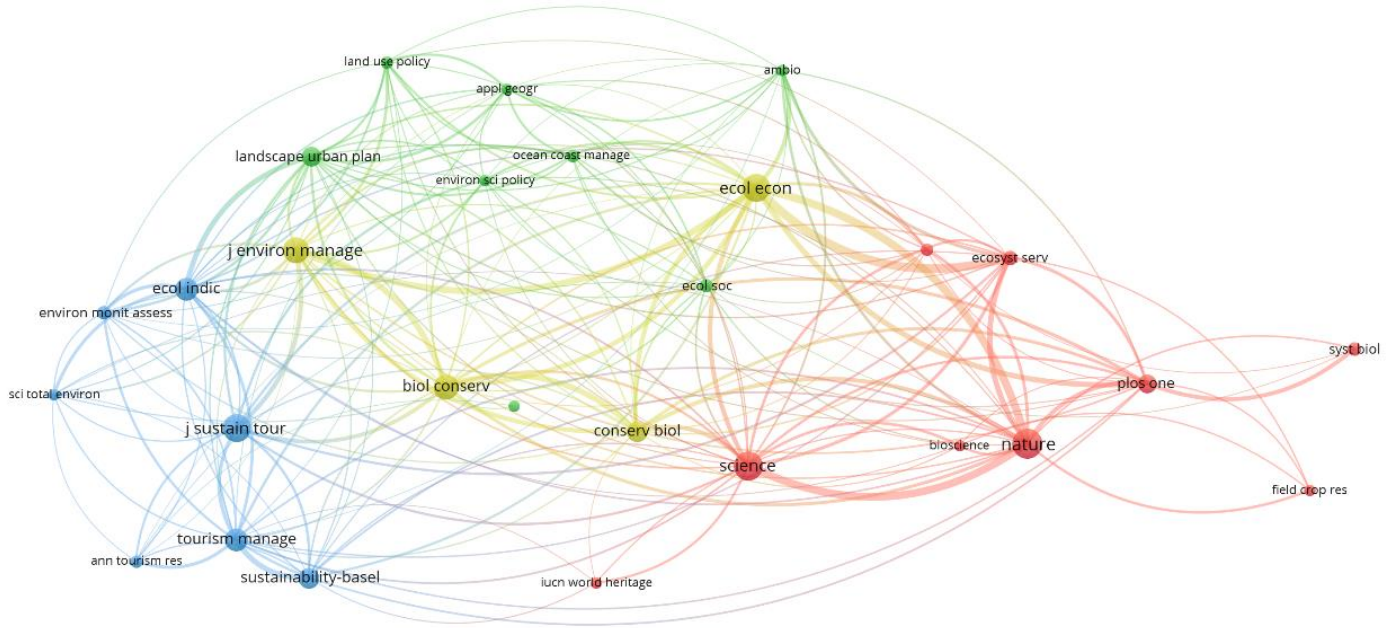 land use policy
ambio
appl geogr
landscape urban plan
ocean coast manage
environ sci policy
ecol econ
j environ manage
ecosyst serv
ecol indic
ecol soc
environ monit assess
syst biol
plos one
biol conserv
sci total environ
j sustain tour
conserv biol
bioscience
nature
science
field crop res
tourism manage
ann tourism res
sustainability-basel
iucn world heritage